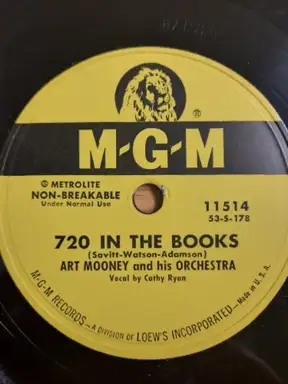 ®
M-G-M
® METROLITE
NON-BREAKABLE
Under Normal Use
11514
53-S-178
720 IN THE BOOKS
(Savitt-Watson-Adamson)
ART MOONEY and his ORCHESTRA
Vocal by Cathy Ryan
M-G-M RECORDS—A DIVISION OF LOEW'S INCORPORATED—Made in U.S.A.